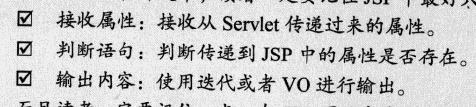 JSP
☑ 接收属性：接收从 Servlet 传递过来的属性。
☑ 判断语句：判断传递到 JSP 中的属性是否存在。
☑ 输出内容：使用迭代或者 VO 进行输出。